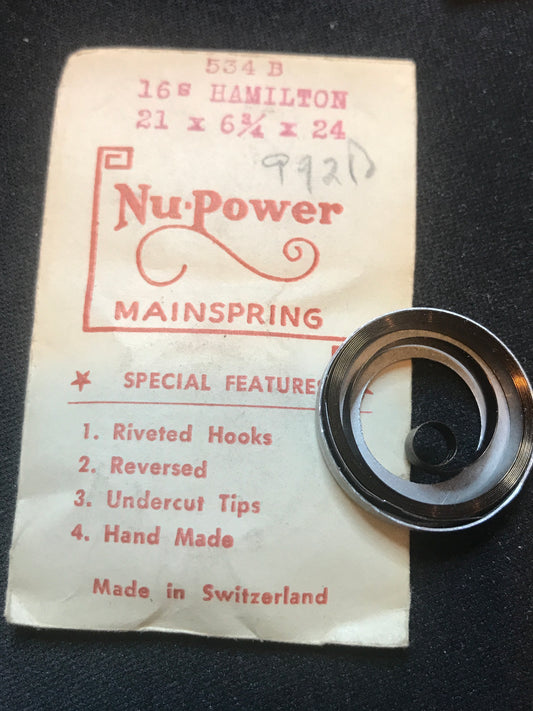 534 B
16s HAMILTON
21 x 6¾ x 24
992B
Nu-Power
MAINSPRING
★ SPECIAL FEATURES
1. Riveted Hooks
2. Reversed
3. Undercut Tips
4. Hand Made
Made in Switzerland